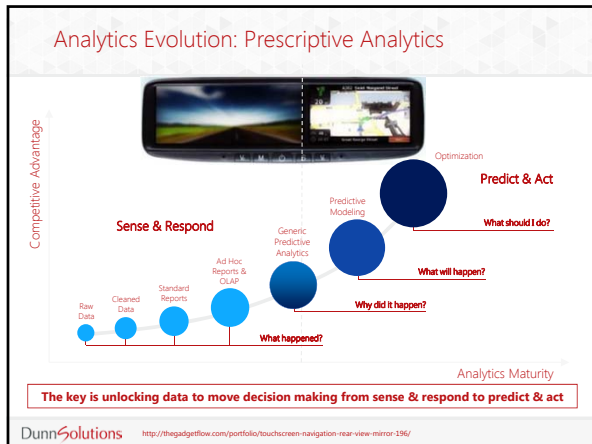 Analytics Evolution: Prescriptive Analytics
Competitive Advantage
Optimization
Predict & Act
Predictive
Modeling
What should I do?
Sense & Respond
Generic
Predictive
Analytics
Ad Hoc
Reports &
OLAP
What will happen?
Standard
Reports
Cleaned
Data
Raw
Data
Why did it happen?
What happened?
Analytics Maturity
The key is unlocking data to move decision making from sense & respond to predict & act
DunnSolutions
http://thegadgetflow.com/portfolio/touchscreen-navigation-rear-view-mirror-196/